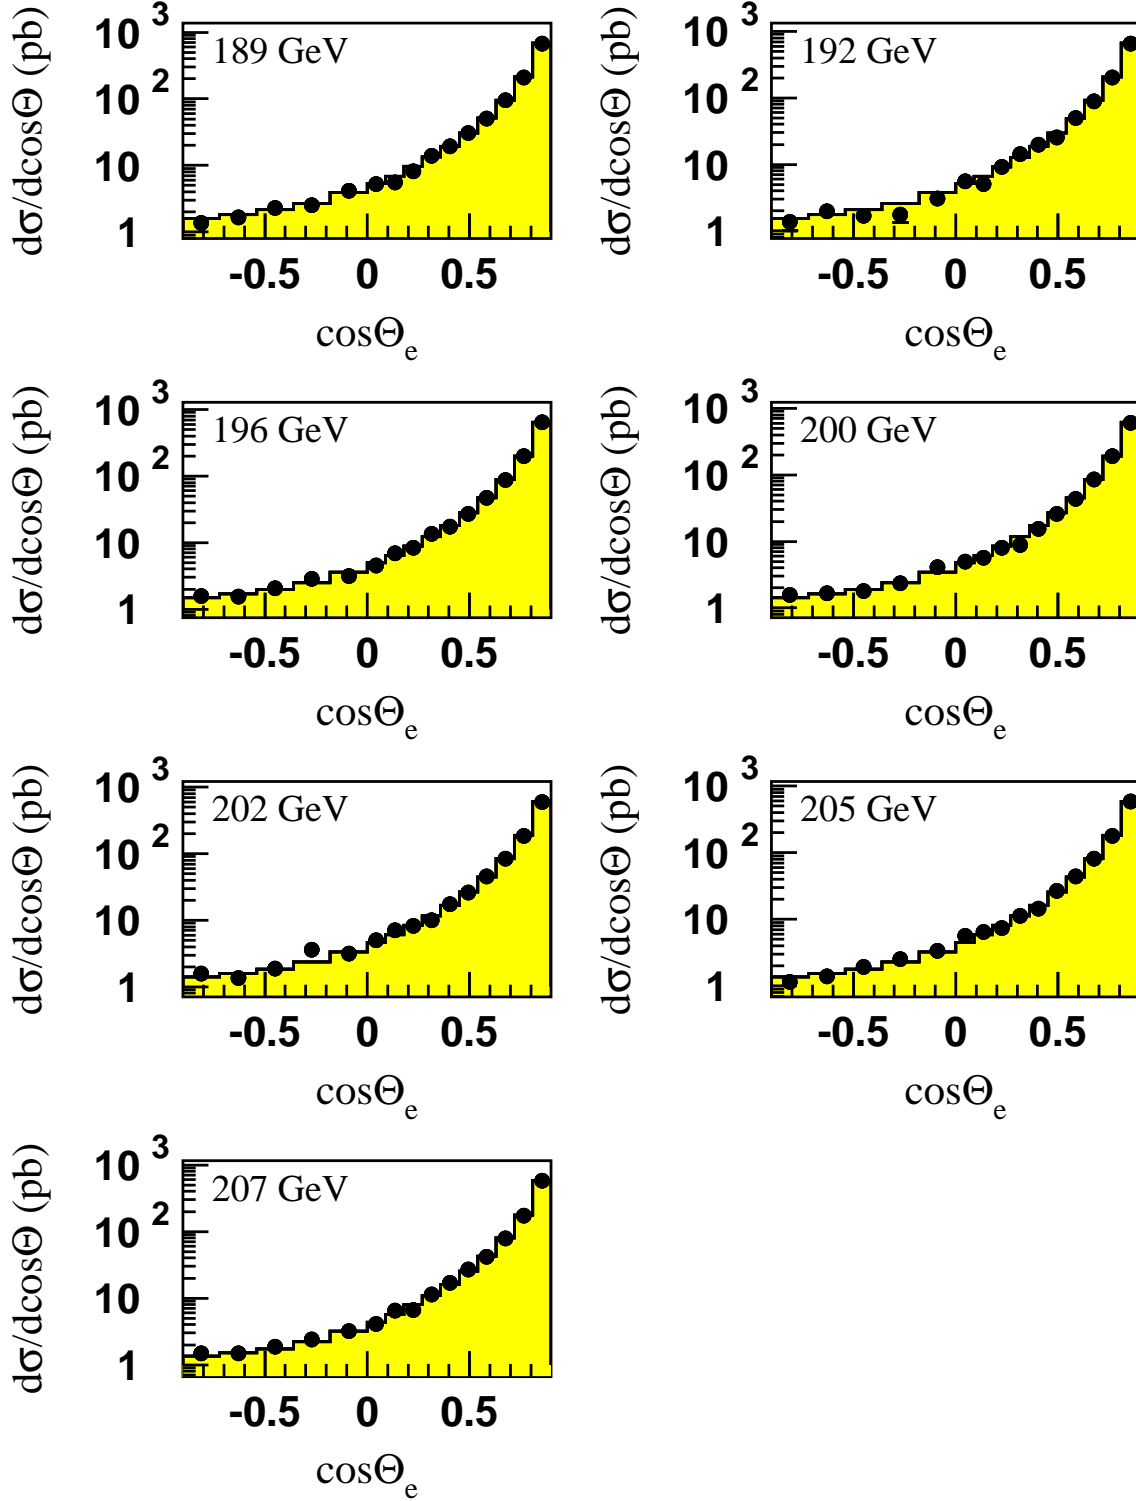 dσ/dcosΘ (pb)
10 3
10 2
10
1
189 GeV
-0.5 0 0.5
cosΘe
dσ/dcosΘ (pb)
10 3
10 2
10
1
192 GeV
-0.5 0 0.5
cosΘe
dσ/dcosΘ (pb)
10 3
10 2
10
1
196 GeV
-0.5 0 0.5
cosΘe
dσ/dcosΘ (pb)
10 3
10 2
10
1
200 GeV
-0.5 0 0.5
cosΘe
dσ/dcosΘ (pb)
10 3
10 2
10
1
202 GeV
-0.5 0 0.5
cosΘe
dσ/dcosΘ (pb)
10 3
10 2
10
1
205 GeV
-0.5 0 0.5
cosΘe
dσ/dcosΘ (pb)
10 3
10 2
10
1
207 GeV
-0.5 0 0.5
cosΘe